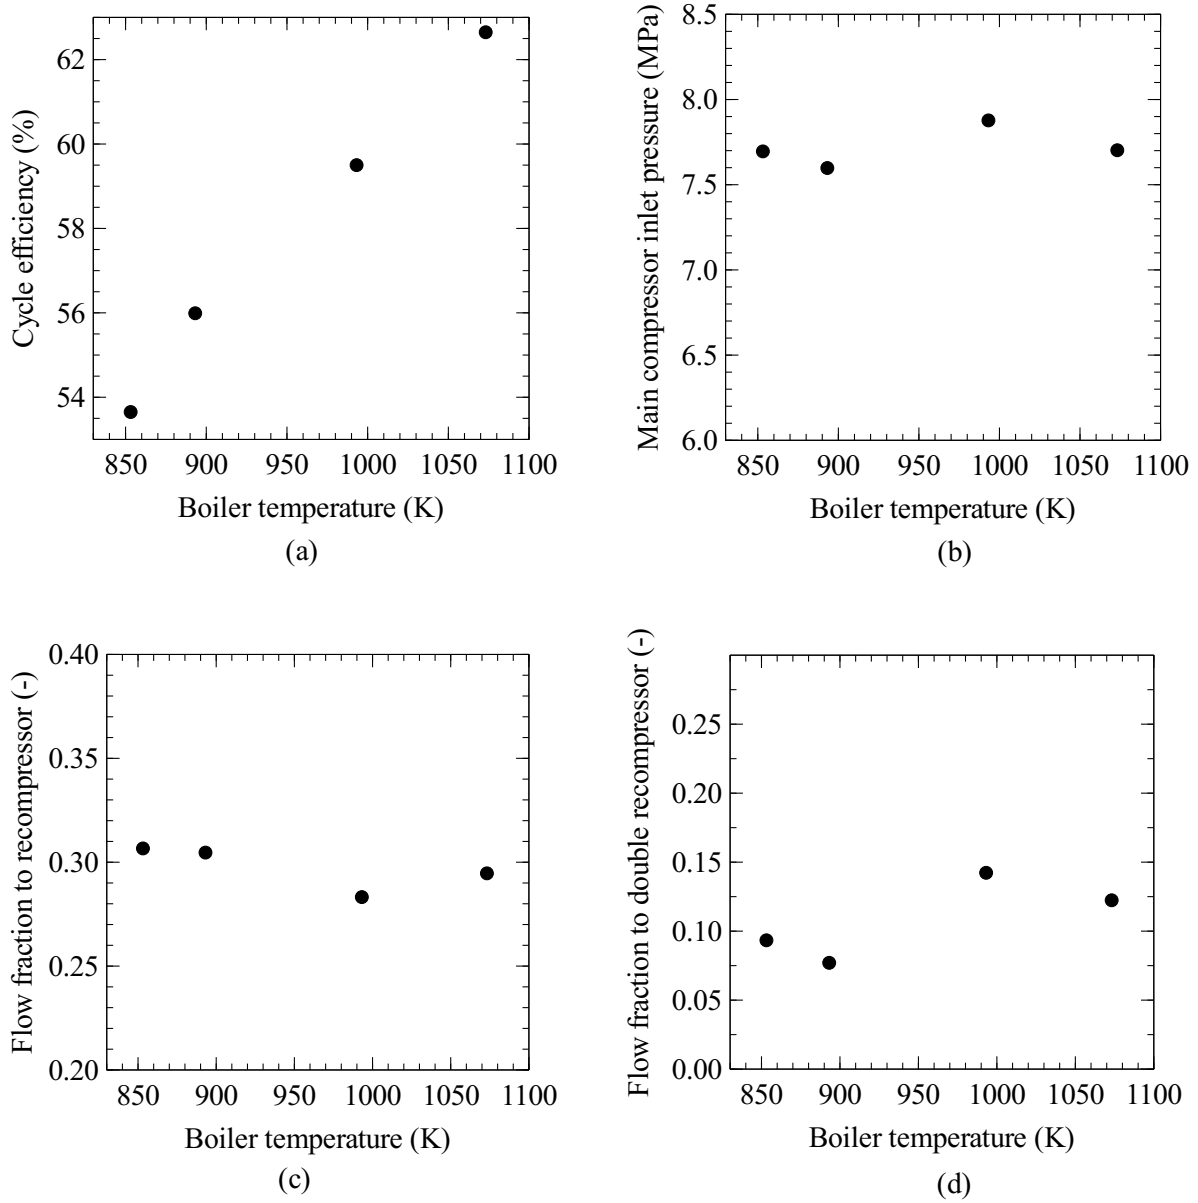 Cycle efficiency (%)
62
60
58
56
54
850 900 950 1000 1050 1100
Boiler temperature (K)
(a)
Main compressor inlet pressure (MPa)
8.5
8.0
7.5
7.0
6.5
6.0
850 900 950 1000 1050 1100
Boiler temperature (K)
(b)
Flow fraction to recompressor (-)
0.40
0.35
0.30
0.25
0.20
850 900 950 1000 1050 1100
Boiler temperature (K)
(c)
Flow fraction to double recompressor (-)
0.25
0.20
0.15
0.10
0.05
0.00
850 900 950 1000 1050 1100
Boiler temperature (K)
(d)